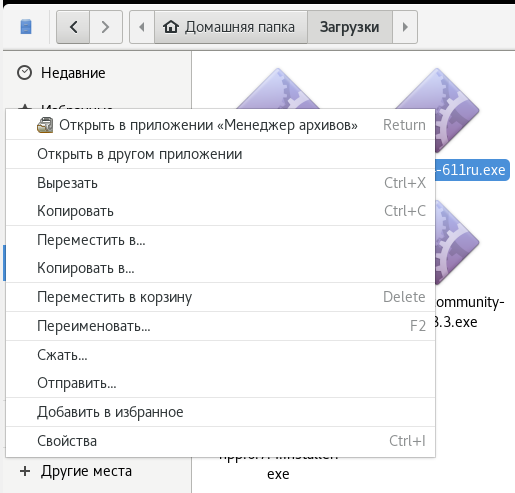 Домашняя папка
Загрузки
Недавние
Открыть в приложении «Менеджер архивов» Return
Открыть в другом приложении
Вырезать Ctrl+X
-611ru.exe
Копировать Ctrl+C
Переместить в...
Копировать в...
Переместить в корзину Delete
ommunity-
3.3.exe
Переименовать... F2
Сжать...
Отправить...
Добавить в избранное
Свойства Ctrl+I
Другие места
exe